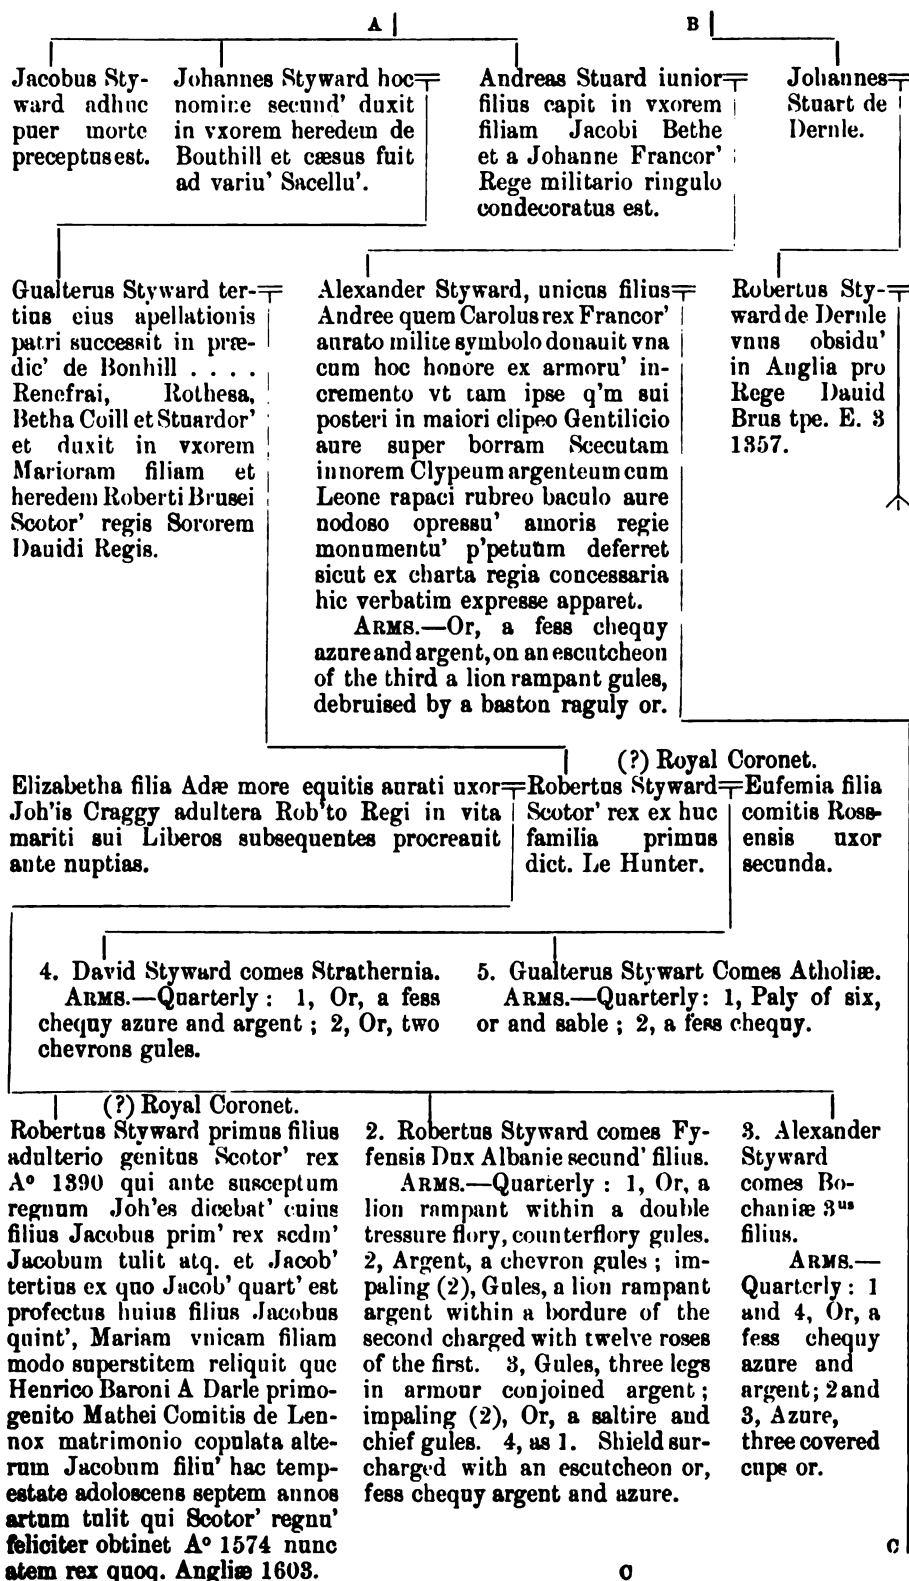 A B
Jacobus Sty-
ward adhuc
puer morte
preceptus est.
Johannes Styward hoc
nomine secund' duxit
in vxorem heredem de
Bouthill et cæsus fuit
ad variu' Sacellu'.
Andreas Stuard iunior
filius capit in vxorem
filiam Jacobi Bethe
et a Johanne Francor'
Rege militario ringulo
condecoratus est.
Johannes
Stuart de
Dernle.
Gualterus Styward ter-
tius eius apellationis
patri successit in præ-
dic' de Bonhill . . . .
Renefrai, Rothesa,
Betha Coill et Stuardor'
et duxit in vxorem
Marioram filiam et
heredem Roberti Brusei
Scotor' regis Sororem
Dauidi Regis.
Alexander Styward, unicus filius
Andree quem Carolus rex Francor'
aurato milite symbolo donauit vna
cum hoc honore ex armoru' in-
cremento vt tam ipse q'm sui
posteri in maiori clipeo Gentilicio
aure super borram Scecutam
innorem Clypeum argenteum cum
Leone rapaci rubreo baculo aure
nodoso opressu' amoris regie
monumentu' p'petuum deferret
sicut ex charta regia concessaria
hic verbatim expresse apparet.
ARMS.—Or, a fess chequy
azure and argent, on an escutcheon
of the third a lion rampant gules,
debruised by a baston raguly or.
Robertus Sty-
ward de Dernle
vnus obsidu'
in Anglia pro
Rege Dauid
Brus tpe. E. 3
1357.
(?) Royal Coronet.
Elizabetha filia Adæ more equitis aurati uxor
Joh'is Craggy adultera Rob'to Regi in vita
mariti sui Liberos subsequentes procreauit
ante nuptias.
Robertus Styward
Scotor' rex ex huc
familia primus
dict. Le Hunter.
Eufemia filia
comitis Ross-
ensis uxor
secunda.
4. David Styward comes Strathernia.
ARMS.—Quarterly : 1, Or, a fess
chequy azure and argent ; 2, Or, two
chevrons gules.
5. Gualterus Stywart Comes Atholiæ.
ARMS.—Quarterly: 1, Paly of six,
or and sable ; 2, a fess chequy.
(?) Royal Coronet.
Robertus Styward primus filius
adulterio genitus Scotor' rex
Aº 1390 qui ante susceptum
regnum Joh'es dicebat' cuius
filius Jacobus prim' rex scdm'
Jacobum tulit atq. et Jacob'
tertius ex quo Jacob' quart' est
profectus huius filius Jacobus
quint', Mariam vnicam filiam
modo superstitem reliquit que
Henrico Baroni A Darle primo-
genito Mathei Comitis de Len-
nox matrimonio copulata alte-
rum Jacobum filiu' hac temp-
estate adoloscens septem annos
artum tulit qui Scotor' regnu'
feliciter obtinet Aº 1574 nunc
atem rex quoq. Angliæ 1603.
2. Robertus Styward comes Fy-
fensis Dux Albanie secund' filius.
ARMS.—Quarterly : 1, Or, a
lion rampant within a double
tressure flory, counterflory gules.
2, Argent, a chevron gules ; im-
paling (2), Gules, a lion rampant
argent within a bordure of the
second charged with twelve roses
of the first. 3, Gules, three legs
in armour conjoined argent ;
impaling (2), Or, a saltire and
chief gules. 4, as 1. Shield sur-
charged with an escutcheon or,
fess chequy argent and azure.
3. Alexander
Styward
comes Bo-
chaniæ 3us
filius.
ARMS.—
Quarterly : 1
and 4, Or, a
fess chequy
azure and
argent; 2 and
3, Azure,
three covered
cups or.
C
C